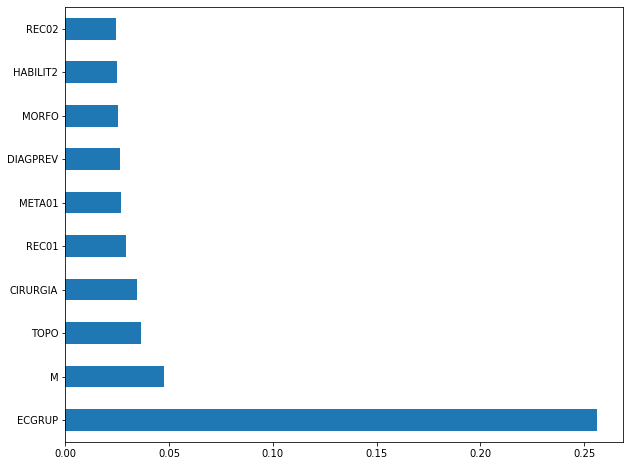 REC02
HABILIT2
MORFO
DIAGPREV
META01
REC01
CIRURGIA
TOPO
M
ECGRUP
0.00 0.05 0.10 0.15 0.20 0.25